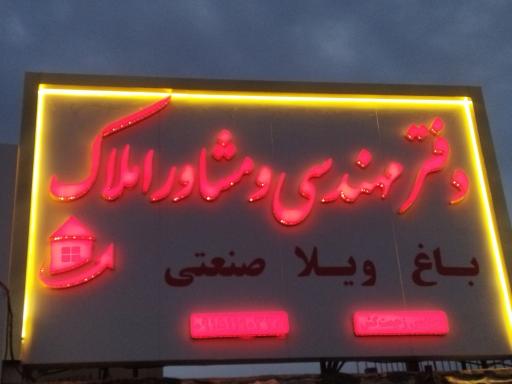 دفتر مهندسی و مشاور املاک
باغ ویلا صنعتی